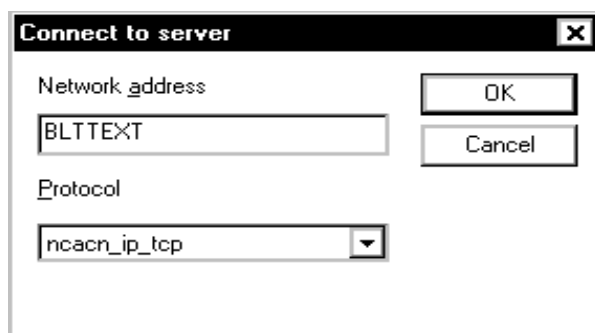 Connect to server
Network address
OK
BLTTEXT
Cancel
Protocol
ncacn_ip_tcp